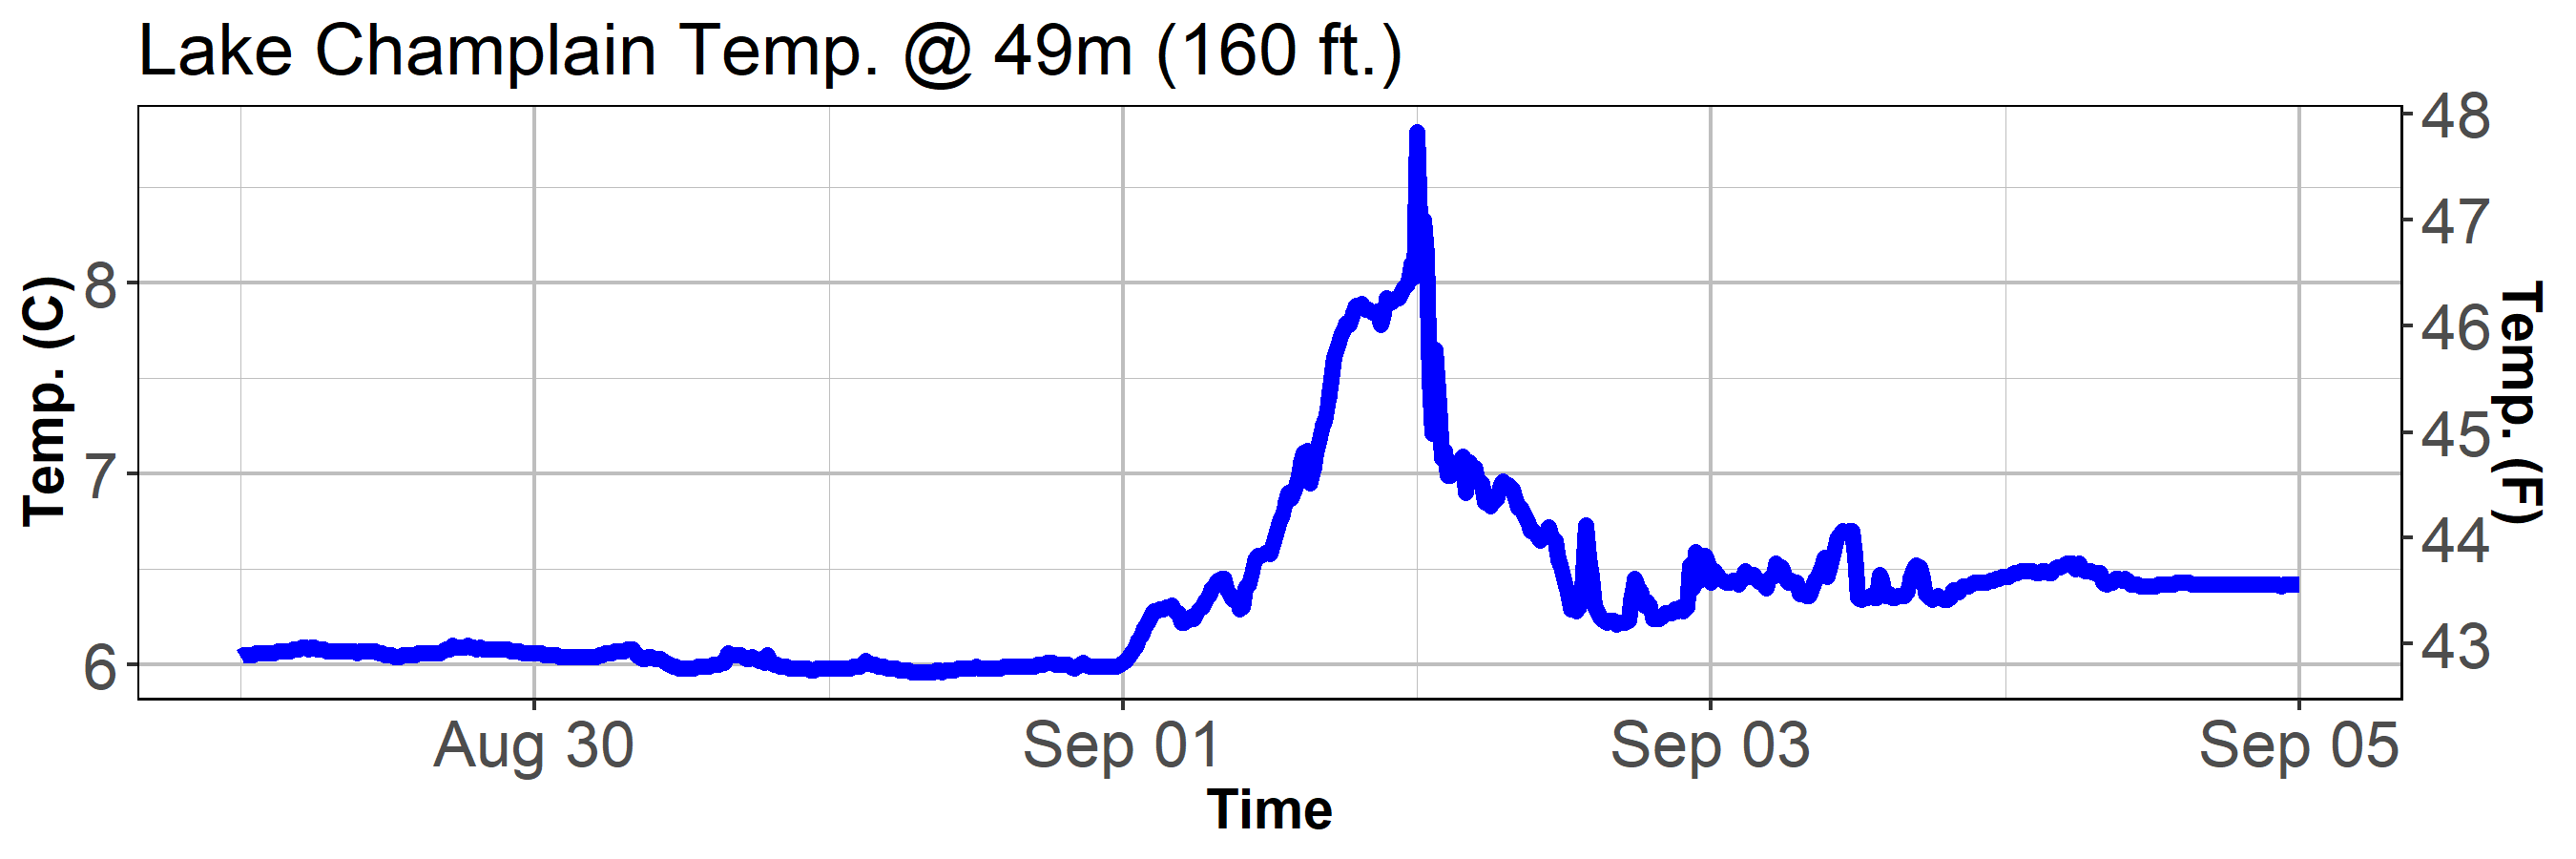 Lake Champlain Temp. @ 49m (160 ft.)
Temp. (C)
8
7
6
48
47
46
45
44
43
Temp. (F)
Aug 30
Sep 01
Sep 03
Sep 05
Time